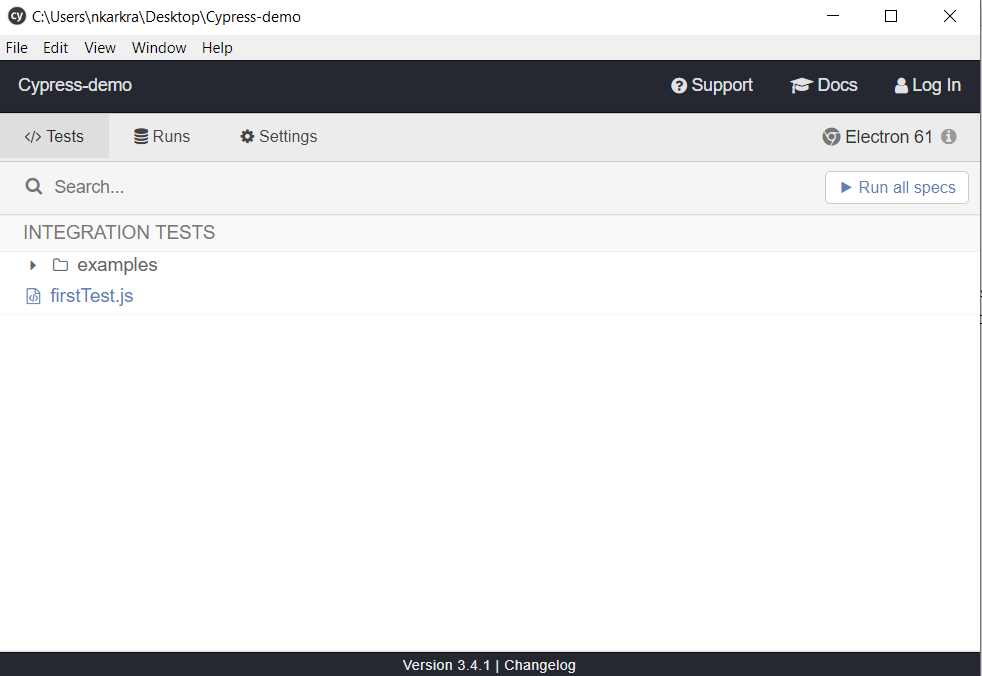 cy C:\Users\nkarkra\Desktop\Cypress-demo
File Edit View Window Help
Cypress-demo Support Docs Log In
</> Tests Runs Settings Electron 61
Search... Run all specs
INTEGRATION TESTS
examples
firstTest.js
Version 3.4.1 | Changelog